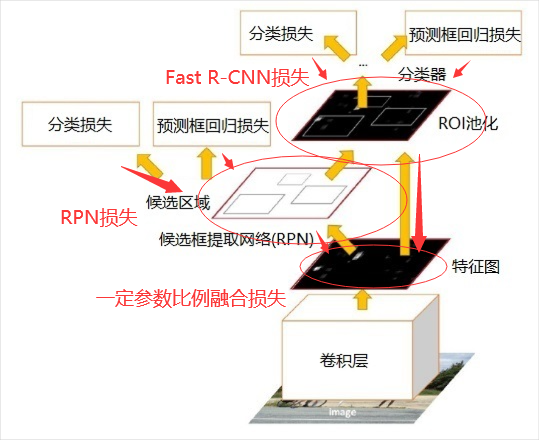 分类损失
预测框回归损失
...
Fast R-CNN损失
分类器
分类损失
预测框回归损失
ROI池化
候选区域
RPN损失
候选框提取网络(RPN)
特征图
一定参数比例融合损失
卷积层
image